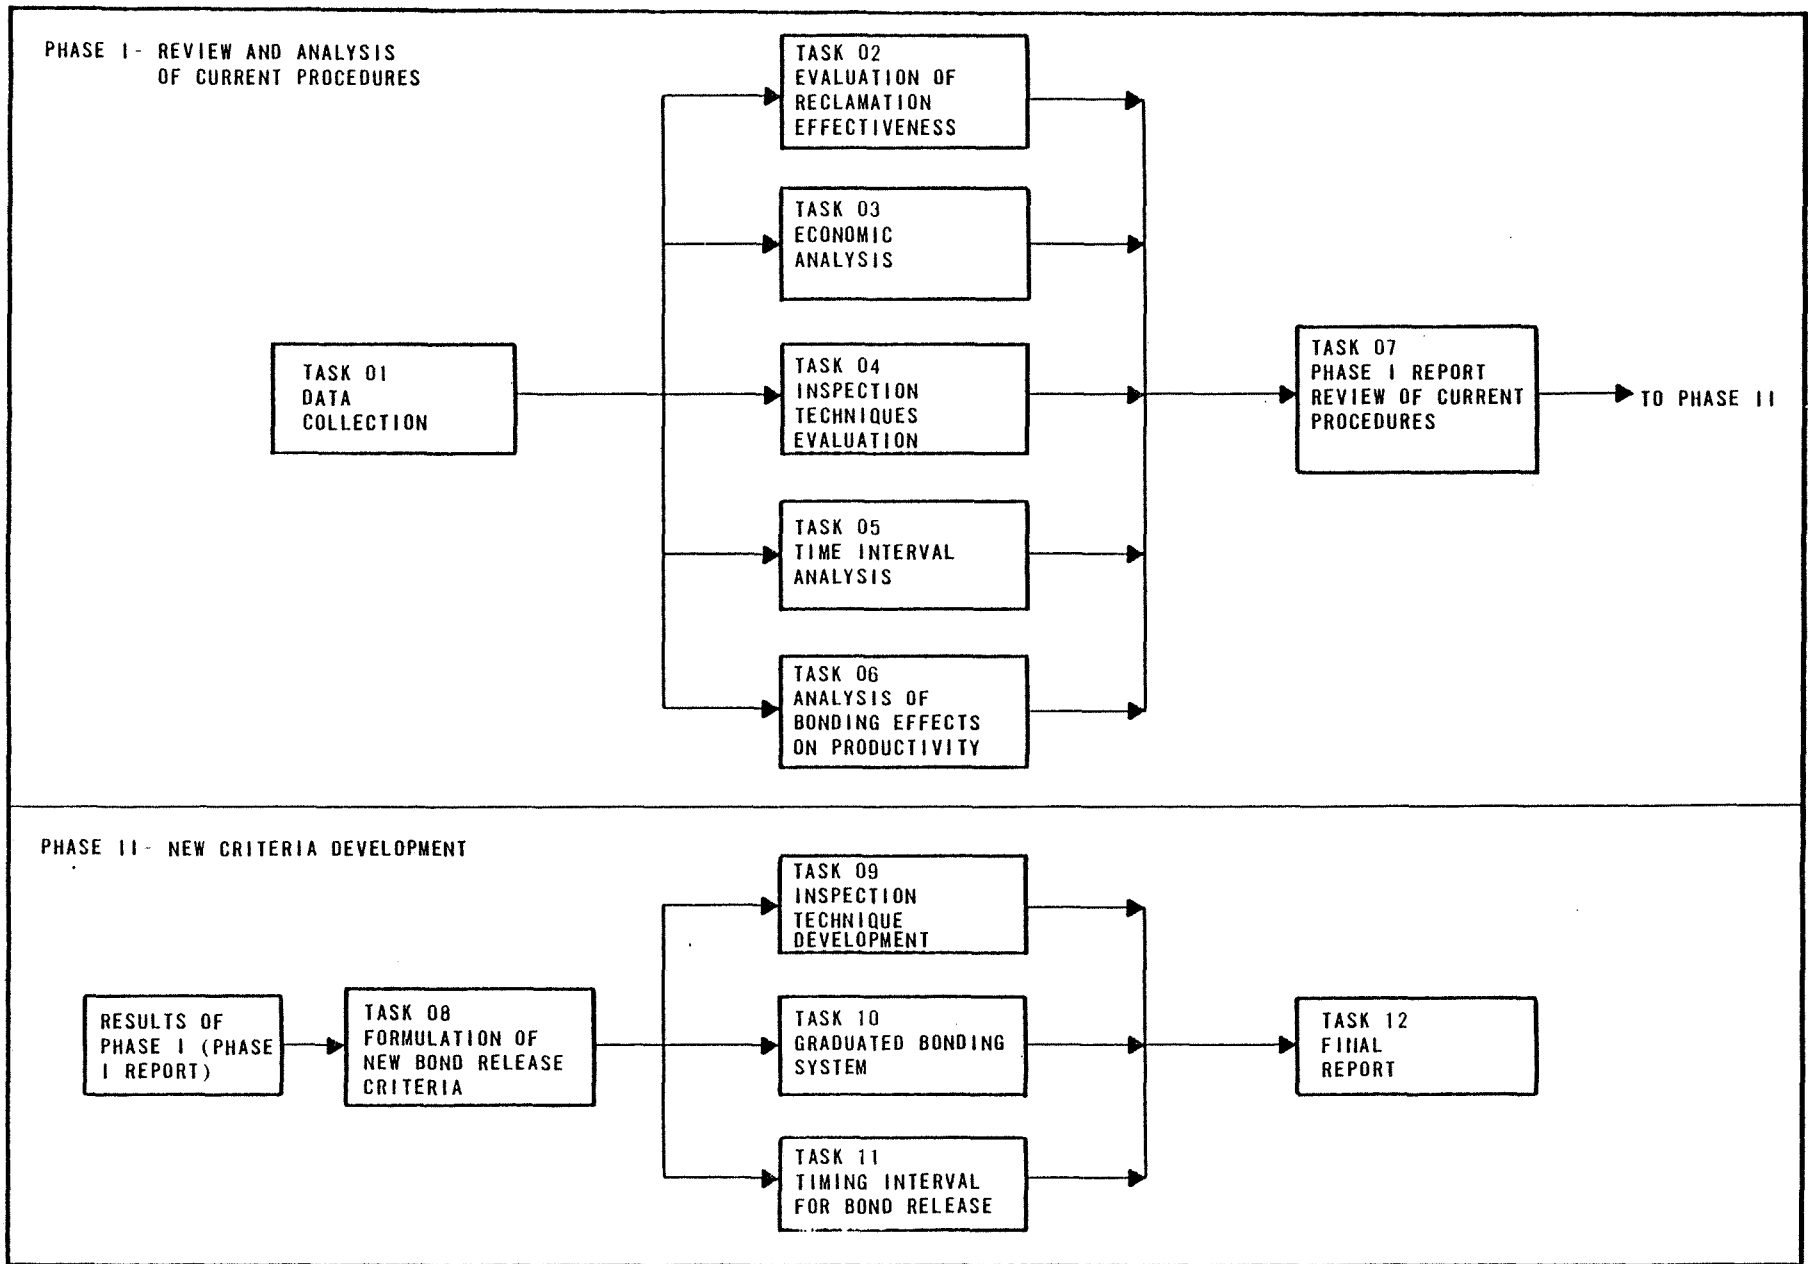 PHASE I- REVIEW AND ANALYSIS
OF CURRENT PROCEDURES
TASK 01
DATA
COLLECTION
TASK 02
EVALUATION OF
RECLAMATION
EFFECTIVENESS
TASK 03
ECONOMIC
ANALYSIS
TASK 04
INSPECTION
TECHNIQUES
EVALUATION
TASK 05
TIME INTERVAL
ANALYSIS
TASK 06
ANALYSIS OF
BONDING EFFECTS
ON PRODUCTIVITY
TASK 07
PHASE I REPORT
REVIEW OF CURRENT
PROCEDURES
TO PHASE II
PHASE II- NEW CRITERIA DEVELOPMENT
RESULTS OF
PHASE I (PHASE
I REPORT)
TASK 08
FORMULATION OF
NEW BOND RELEASE
CRITERIA
TASK 09
INSPECTION
TECHNIQUE
DEVELOPMENT
TASK 10
GRADUATED BONDING
SYSTEM
TASK 11
TIMING INTERVAL
FOR BOND RELEASE
TASK 12
FINAL
REPORT